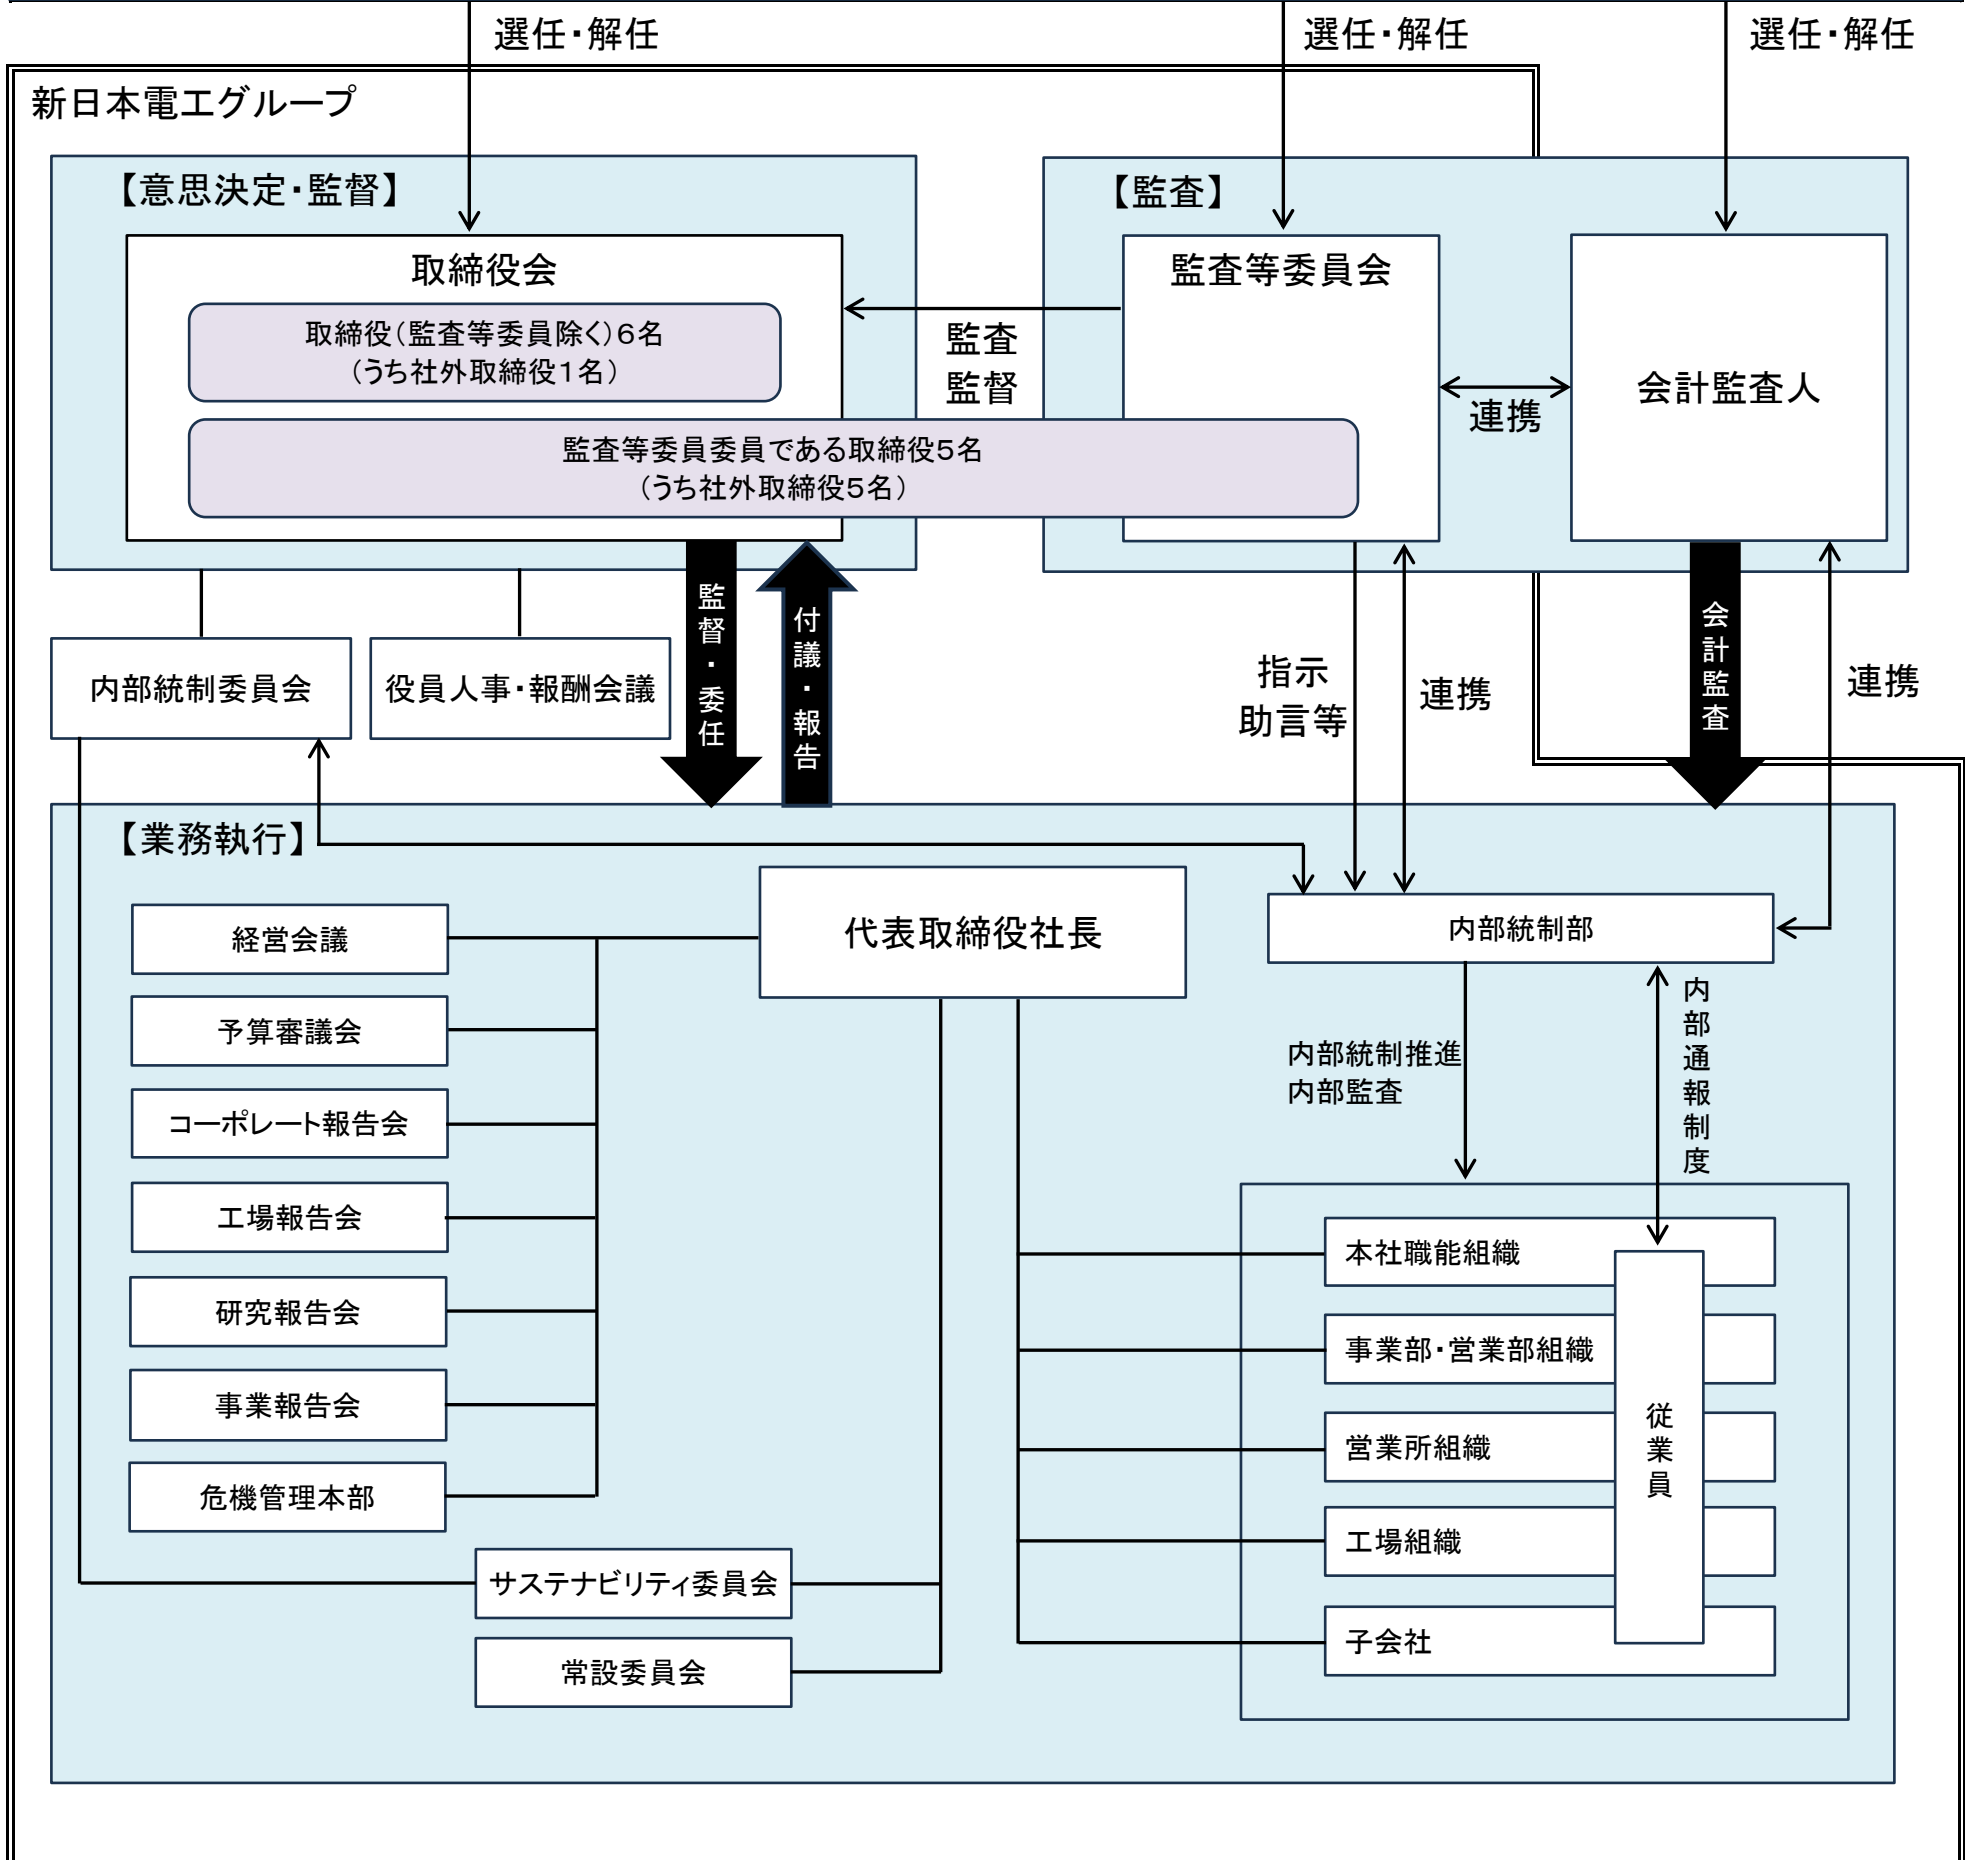 選任・解任
選任・解任
選任・解任
新日本電工グループ
【意思決定・監督】
【監査】
取締役会
取締役（監査等委員除く）６名
（うち社外取締役１名）
監査等委員会
会計監査人
監査
監督
連携
監査等委員委員である取締役５名
（うち社外取締役５名）
監督・委任
付議・報告
会計監査
内部統制委員会
役員人事・報酬会議
指示
助言等
連携
連携
【業務執行】
代表取締役社長
内部統制部
経営会議
予算審議会
コーポレート報告会
工場報告会
研究報告会
事業報告会
危機管理本部
サステナビリティ委員会
常設委員会
内部統制推進
内部監査
内部通報制度
本社職能組織
事業部・営業部組織
営業所組織
工場組織
子会社
従業員